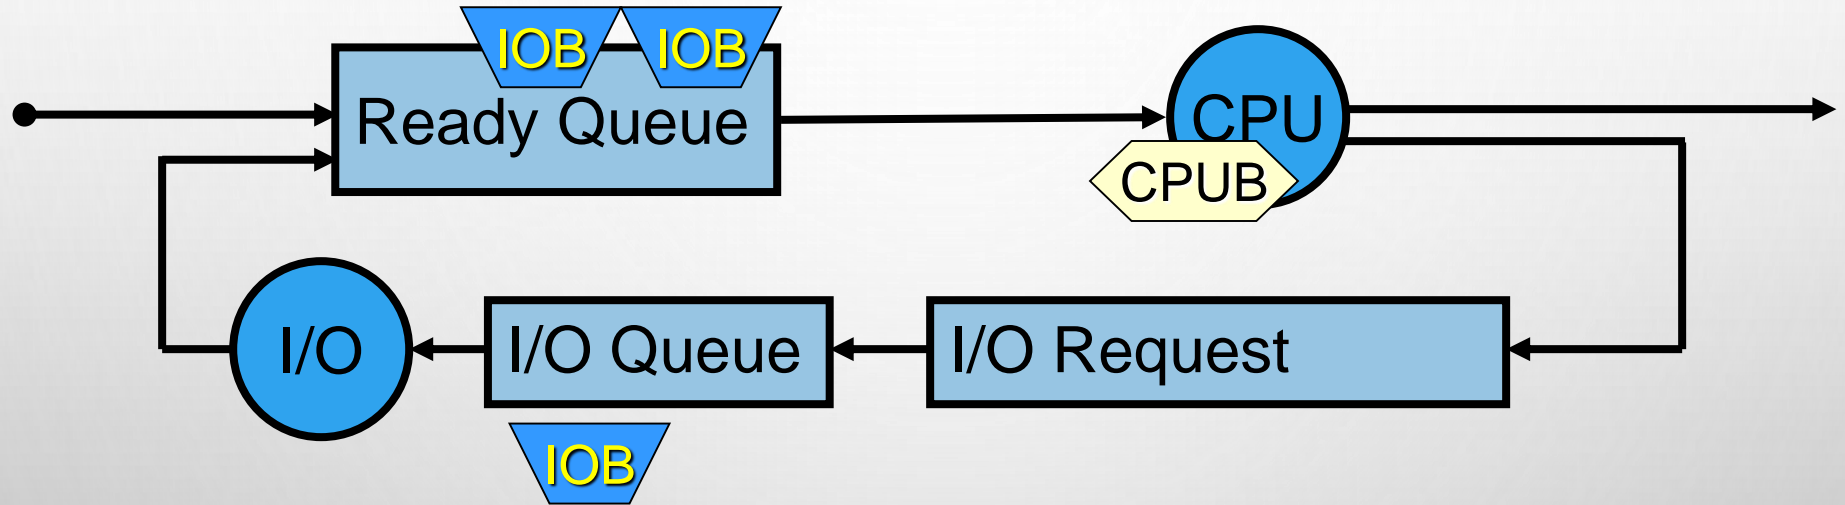 IOB
IOB
Ready Queue
CPU
CPUB
I/O
I/O Queue
I/O Request
IOB